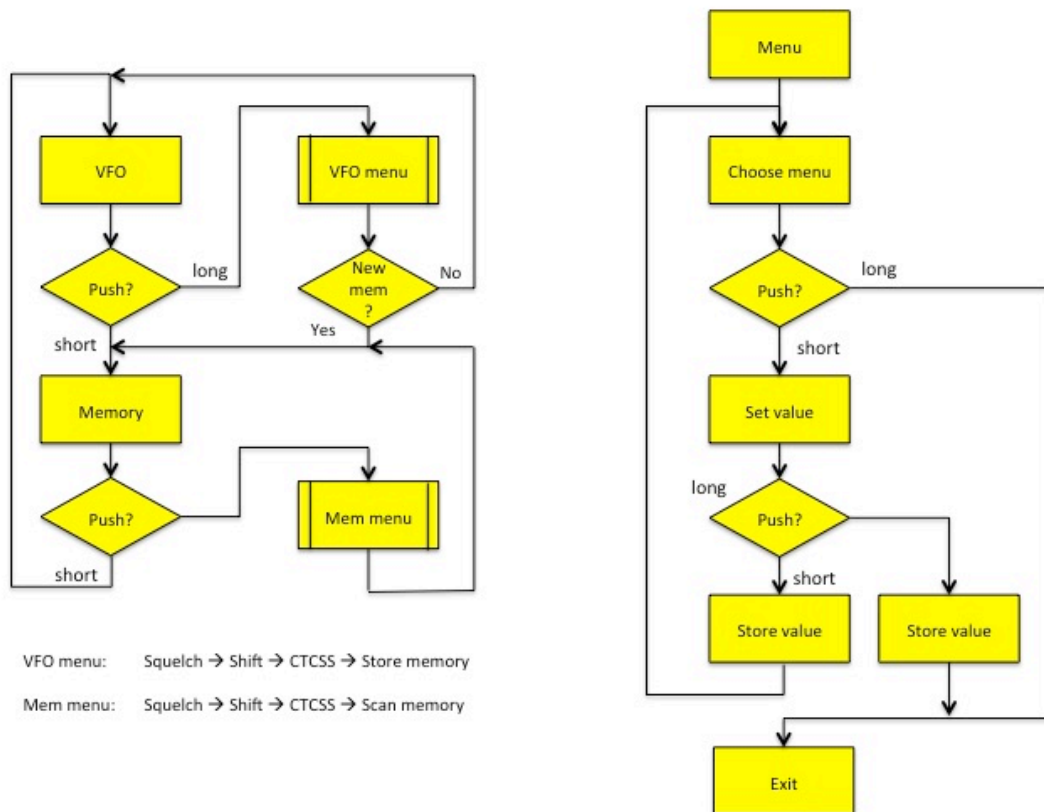 VFO
VFO menu
Push?
long
New
mem
?
No
Yes
short
Memory
Push?
Mem menu
short
VFO menu: Squelch → Shift → CTCSS → Store memory
Mem menu: Squelch → Shift → CTCSS → Scan memory
Menu
Choose menu
Push?
long
short
Set value
long
Push?
short
Store value
Store value
Exit